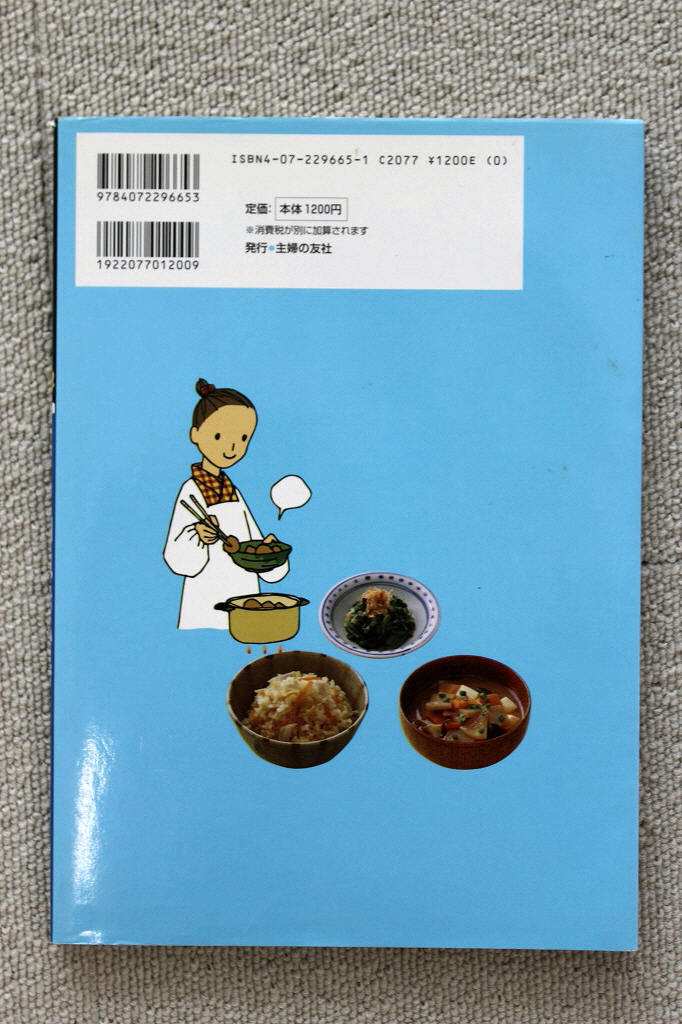 ISBN4-07-229665-1 C2077 ¥1200E (0)
9784072296653
定価: 本体1200円
※消費税が別に加算されます
発行●主婦の友社
1922077012009